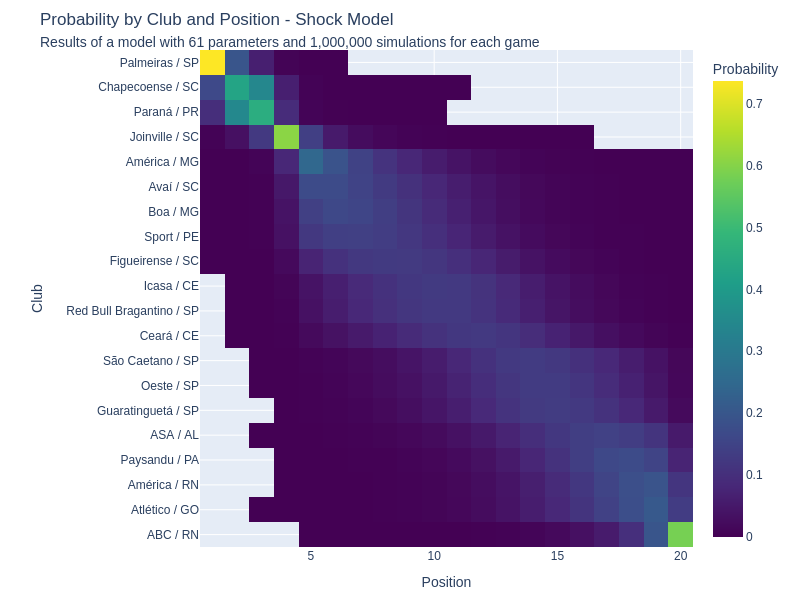 Probability by Club and Position - Shock Model
Results of a model with 61 parameters and 1,000,000 simulations for each game
Probability
Club
Palmeiras / SP
Chapecoense / SC
Paraná / PR
Joinville / SC
América / MG
Avaí / SC
Boa / MG
Sport / PE
Figueirense / SC
Icasa / CE
Red Bull Bragantino / SP
Ceará / CE
São Caetano / SP
Oeste / SP
Guaratinguetá / SP
ASA / AL
Paysandu / PA
América / RN
Atlético / GO
ABC / RN
0.7
0.6
0.5
0.4
0.3
0.2
0.1
0
5 10 15 20
Position